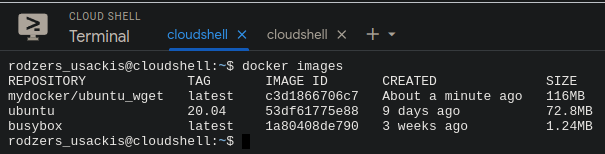 CLOUD SHELL
Terminal
cloudshell
cloudshell
rodzers_usackis@cloudshell:~$ docker images
REPOSITORY TAG IMAGE ID CREATED SIZE
mydocker/ubuntu_wget latest c3d1866706c7 About a minute ago 116MB
ubuntu 20.04 53df61775e88 9 days ago 72.8MB
busybox latest 1a80408de790 3 weeks ago 1.24MB
rodzers_usackis@cloudshell:~$